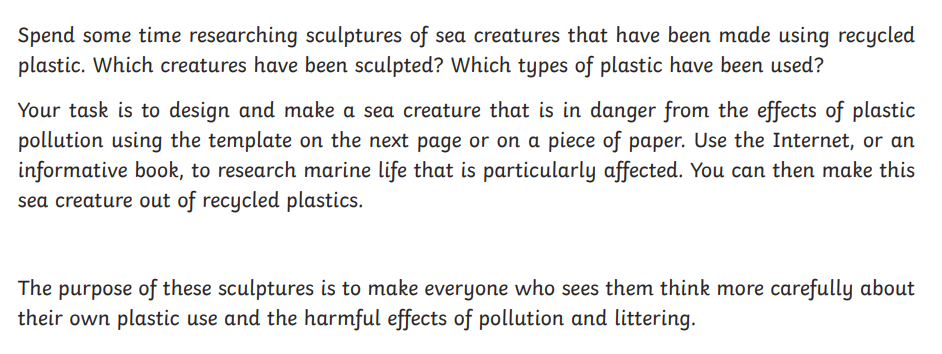 Spend some time researching sculptures of sea creatures that have been made using recycled
plastic. Which creatures have been sculpted? Which types of plastic have been used?
Your task is to design and make a sea creature that is in danger from the effects of plastic
pollution using the template on the next page or on a piece of paper. Use the Internet, or an
informative book, to research marine life that is particularly affected. You can then make this
sea creature out of recycled plastics.
The purpose of these sculptures is to make everyone who sees them think more carefully about
their own plastic use and the harmful effects of pollution and littering.